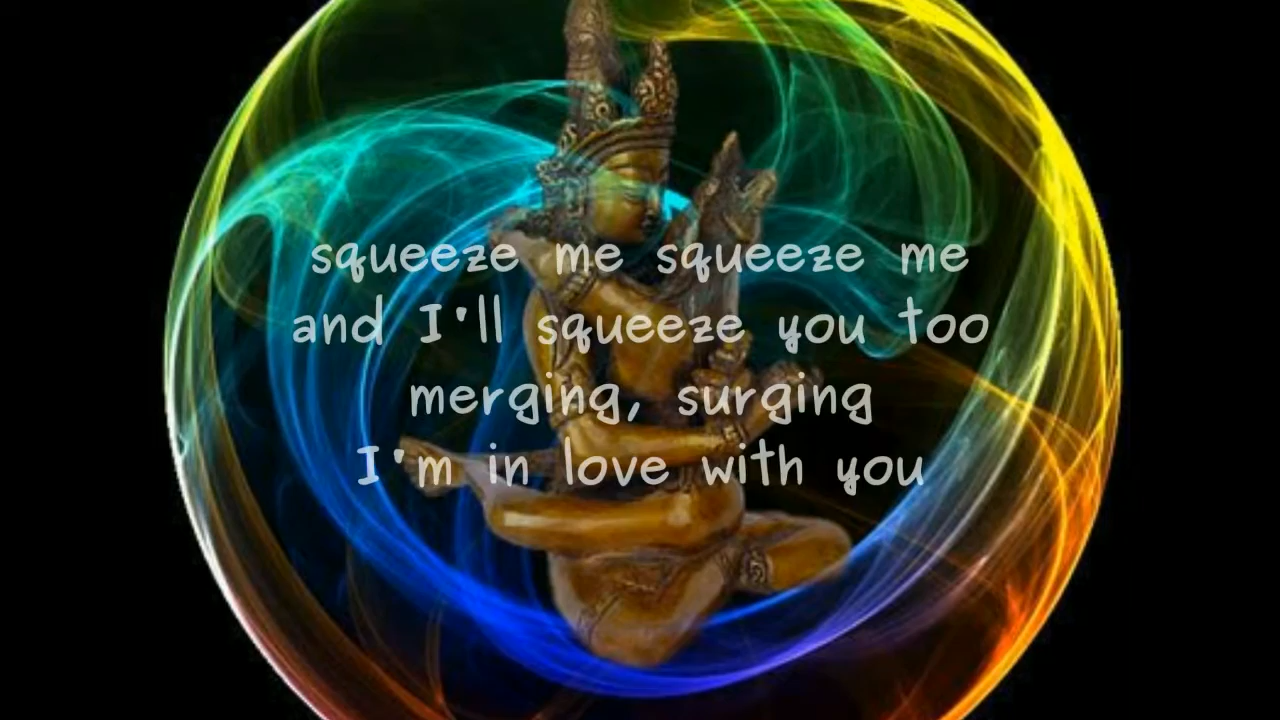 squeeze me squeeze me
and I'll squeeze you too
merging, surging
I'm in love with you